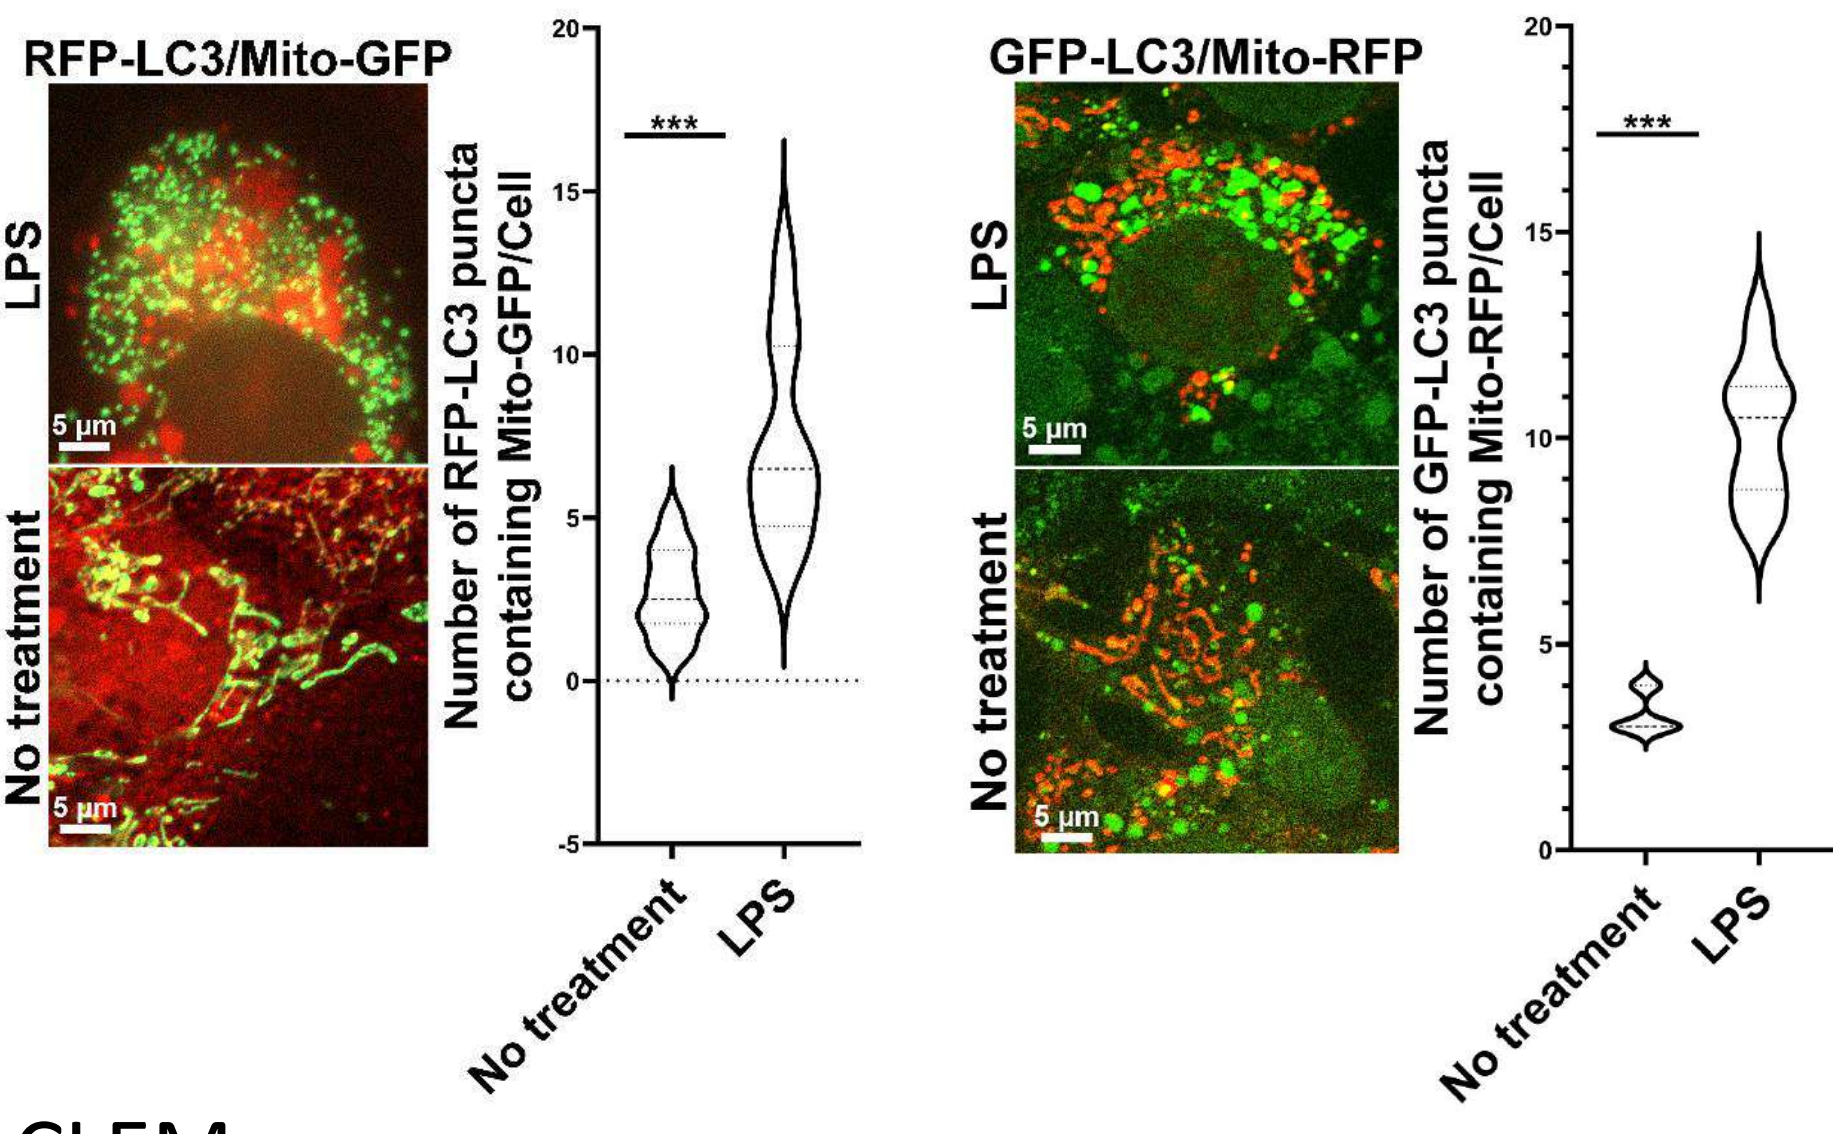 RFP-LC3/Mito-GFP
LPS
5 µm
No treatment
5 µm
Number of RFP-LC3 puncta
containing Mito-GFP/Cell
20
15
10
5
0
-5
***
No treatment
LPS
GFP-LC3/Mito-RFP
LPS
5 µm
No treatment
5 µm
Number of GFP-LC3 puncta
containing Mito-RFP/Cell
20
15
10
5
0
***
No treatment
LPS